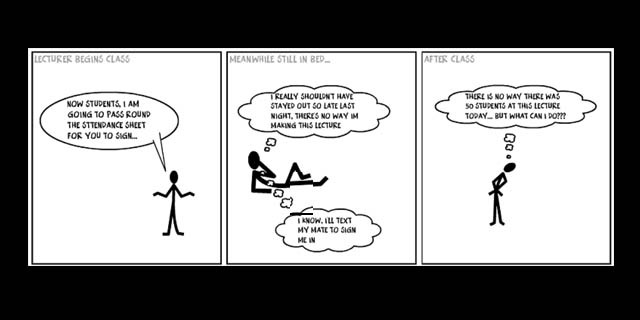 LECTURER BEGINS CLASS
NOW STUDENTS, I AM
GOING TO PASS ROUND
THE STTENDANCE SHEET
FOR YOU TO SIGN...
MEANWHILE STILL IN BED...
I REALLY SHOULDN'T HAVE
STAYED OUT SO LATE LAST
NIGHT, THERES NO WAY IM
MAKING THIS LECTURE
I KNOW, I'LL TEXT
MY MATE TO SIGN
ME IN
AFTER CLASS
THERE IS NO WAY THERE WAS
50 STUDENTS AT THIS LECTURE
TODAY... BUT WHAT CAN I DO???